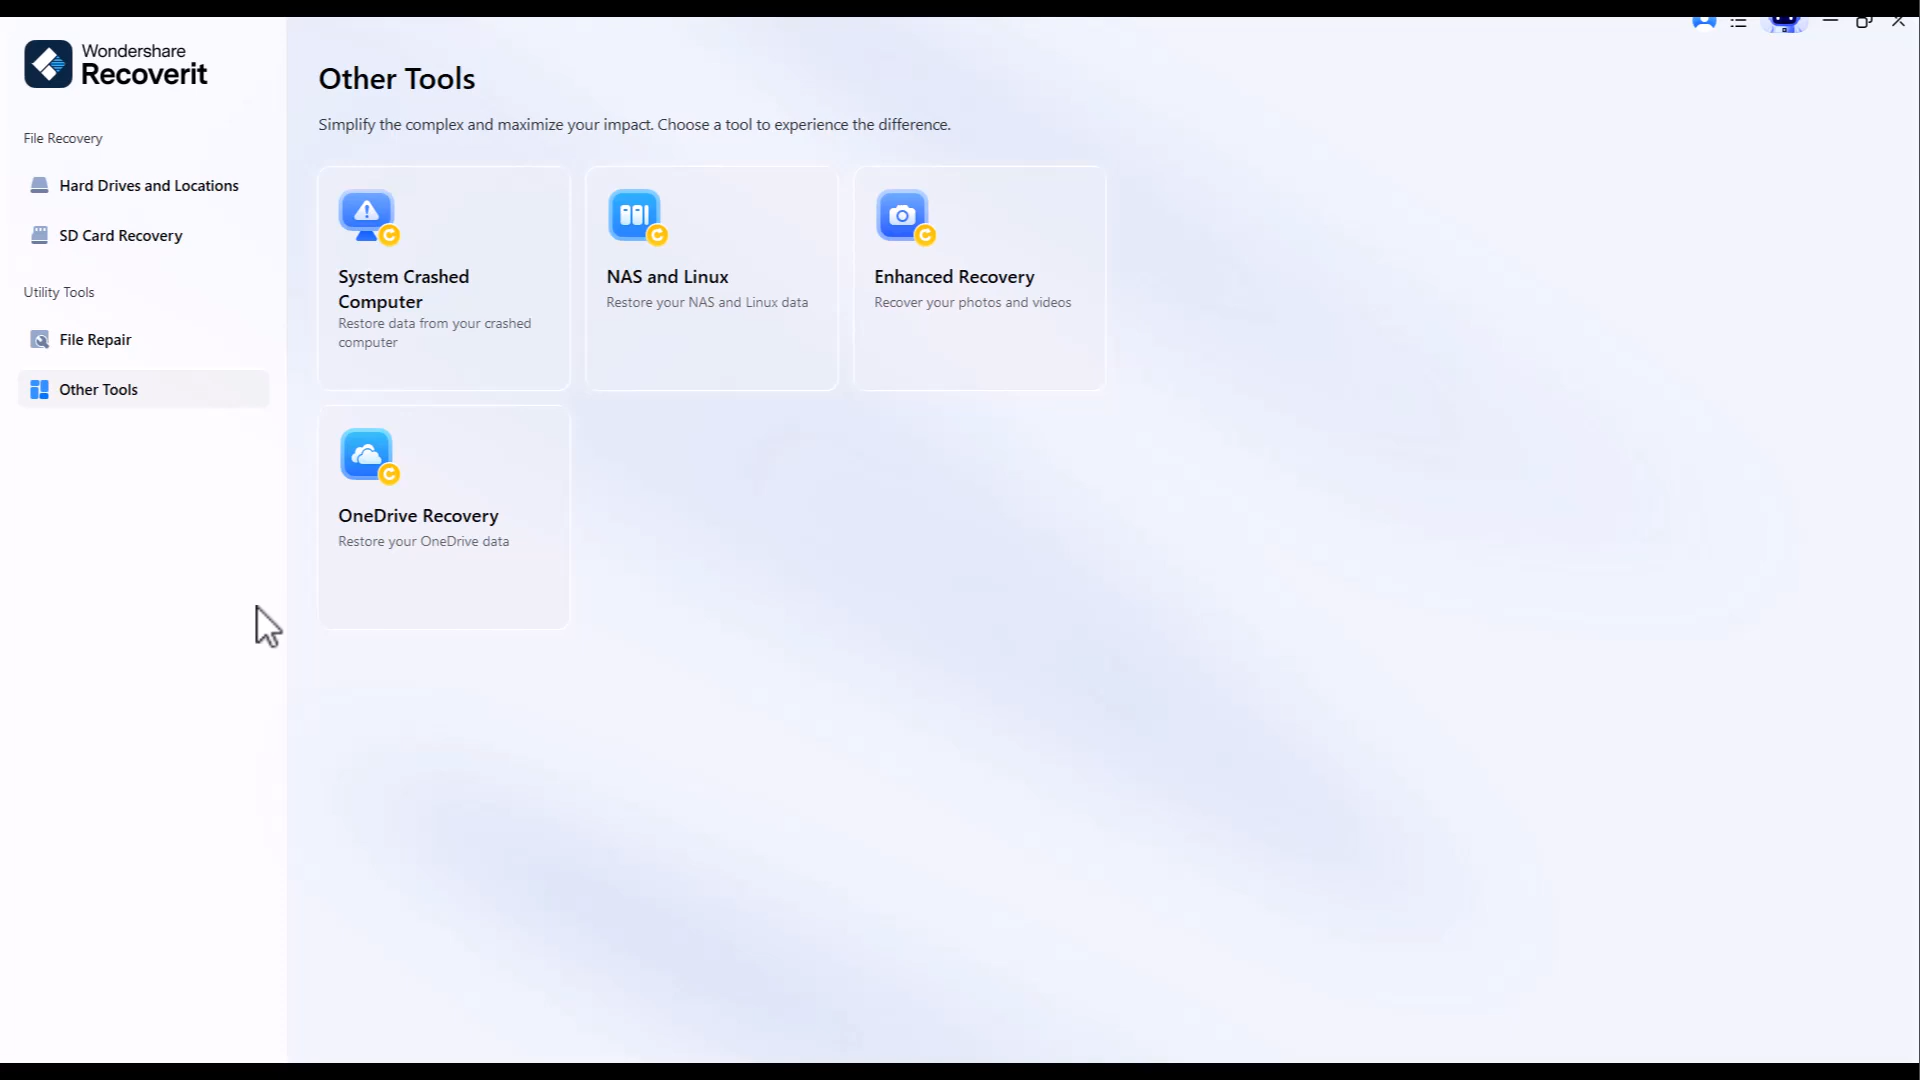 Wondershare
Recoverit
File Recovery
Hard Drives and Locations
SD Card Recovery
Utility Tools
File Repair
Other Tools
Other Tools
Simplify the complex and maximize your impact. Choose a tool to experience the difference.
System Crashed
Computer
Restore data from your crashed
computer
NAS and Linux
Restore your NAS and Linux data
Enhanced Recovery
Recover your photos and videos
OneDrive Recovery
Restore your OneDrive data